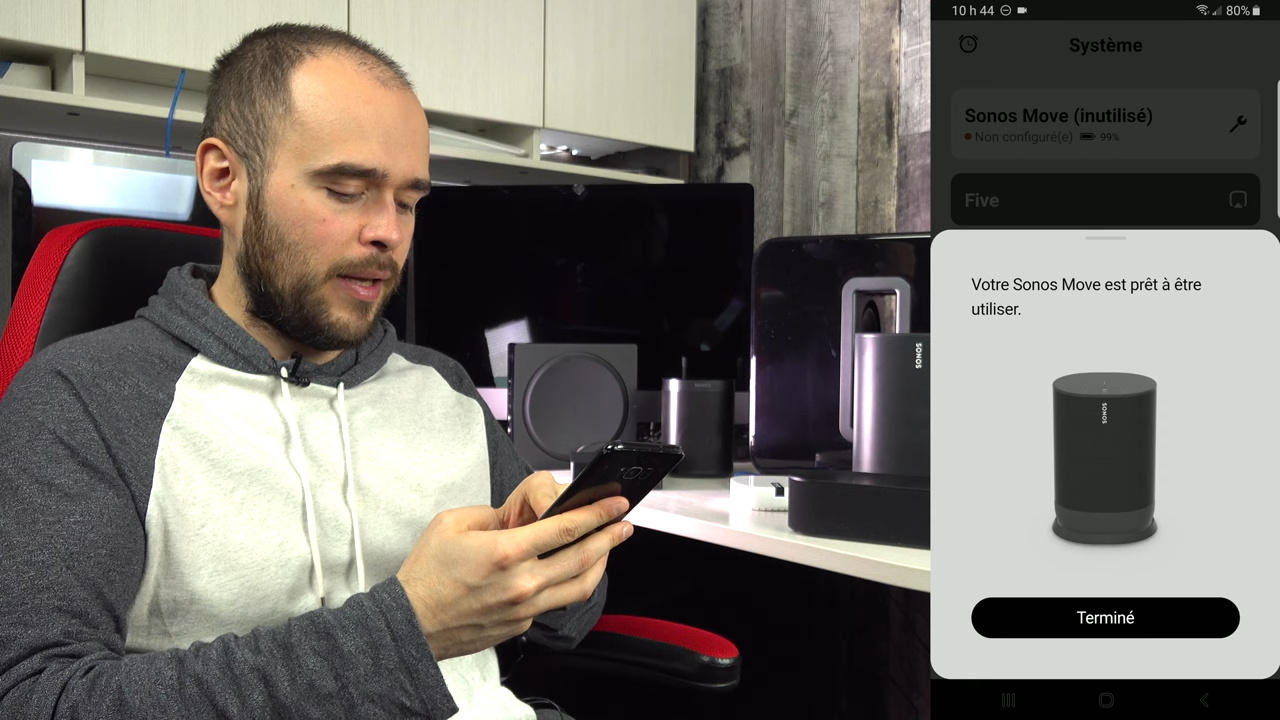 10 h 44
80%
Système
Sonos Move (inutilisé)
Non configuré(e) 99%
Five
Votre Sonos Move est prêt à être
utiliser.
SONOS
Terminé
SONOS
SONOS